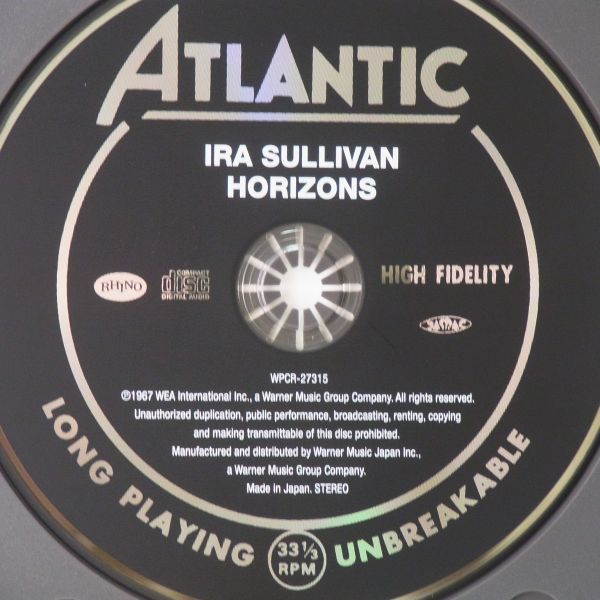 ATLANTIC
IRA SULLIVAN
HORIZONS
RHINO
COMPACT
disc
DIGITAL AUDIO
HIGH FIDELITY
WPCR-27315
℗1967 WEA International Inc., a Warner Music Group Company. All rights reserved.
Unauthorized duplication, public performance, broadcasting, renting, copying
and making transmittable of this disc prohibited.
Manufactured and distributed by Warner Music Japan Inc.,
a Warner Music Group Company.
Made in Japan. STEREO
LONG PLAYING
33 1/3
RPM
UNBREAKABLE